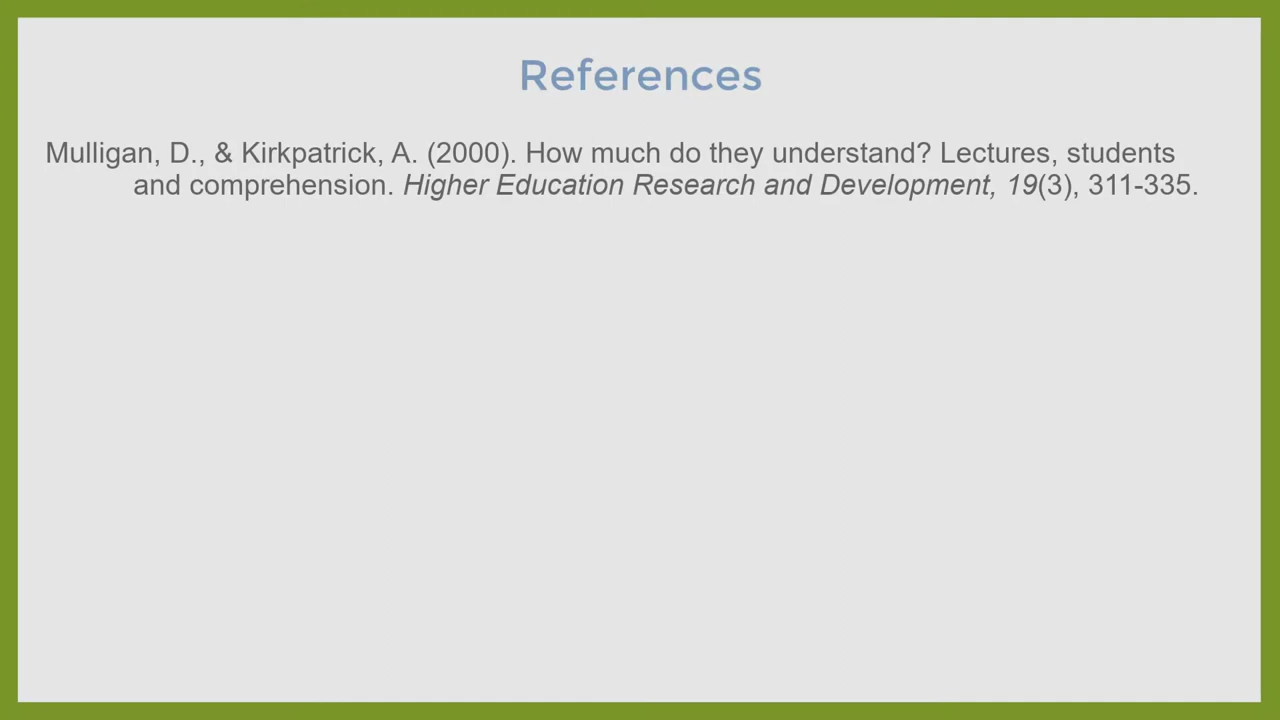 References
Mulligan, D., & Kirkpatrick, A. (2000). How much do they understand? Lectures, students
and comprehension. Higher Education Research and Development, 19(3), 311-335.